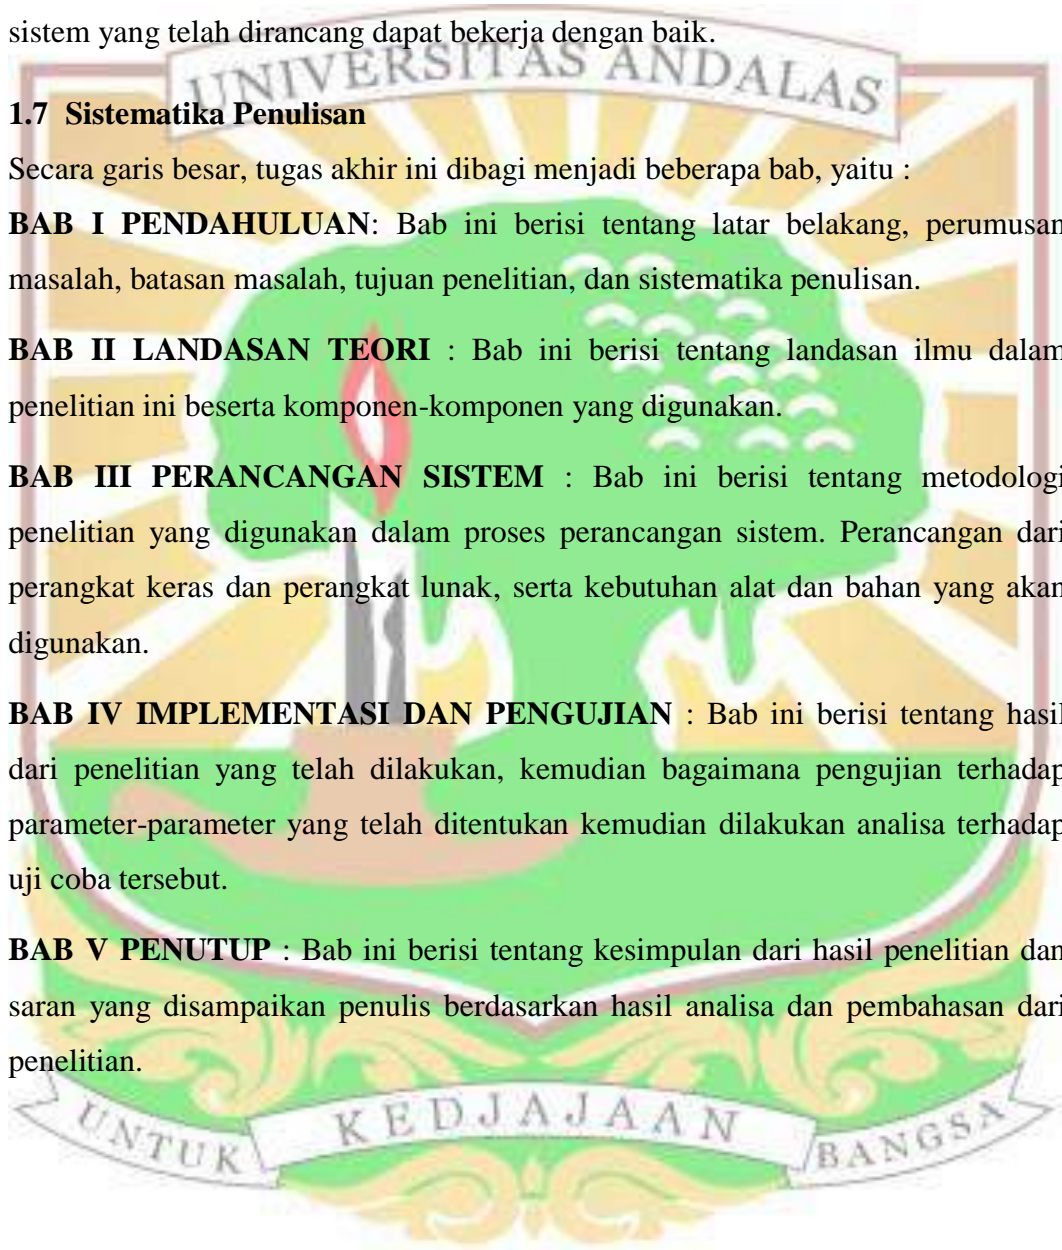 sistem yang telah dirancang dapat bekerja dengan baik.
UNIVERSITAS ANDALAS
1.7 Sistematika Penulisan
Secara garis besar, tugas akhir ini dibagi menjadi beberapa bab, yaitu :
BAB I PENDAHULUAN: Bab ini berisi tentang latar belakang, perumusan
masalah, batasan masalah, tujuan penelitian, dan sistematika penulisan.
BAB II LANDASAN TEORI : Bab ini berisi tentang landasan ilmu dalam
penelitian ini beserta komponen-komponen yang digunakan.
BAB III PERANCANGAN SISTEM : Bab ini berisi tentang metodologi
penelitian yang digunakan dalam proses perancangan sistem. Perancangan dari
perangkat keras dan perangkat lunak, serta kebutuhan alat dan bahan yang akan
digunakan.
BAB IV IMPLEMENTASI DAN PENGUJIAN : Bab ini berisi tentang hasil
dari penelitian yang telah dilakukan, kemudian bagaimana pengujian terhadap
parameter-parameter yang telah ditentukan kemudian dilakukan analisa terhadap
uji coba tersebut.
BAB V PENUTUP : Bab ini berisi tentang kesimpulan dari hasil penelitian dan
saran yang disampaikan penulis berdasarkan hasil analisa dan pembahasan dari
penelitian.
UNTUK KEDJAJAAN BANGSA